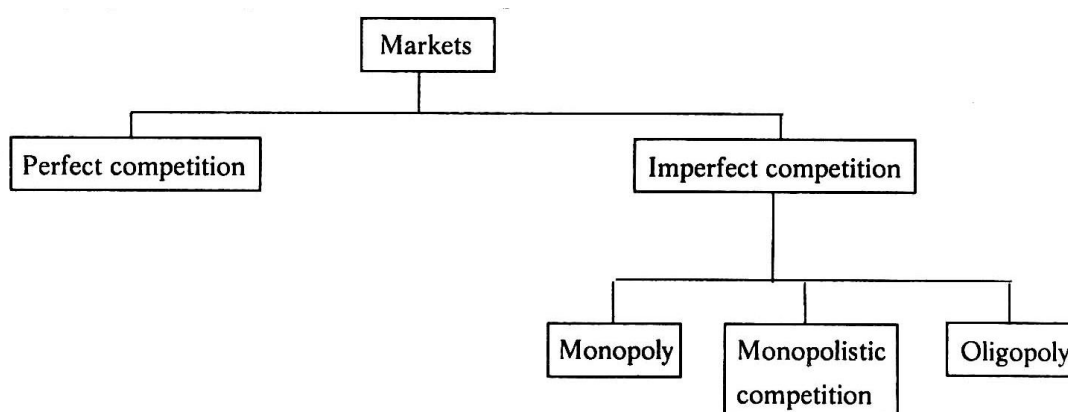 Markets
Perfect competition
Imperfect competition
Monopoly
Monopolistic
competition
Oligopoly